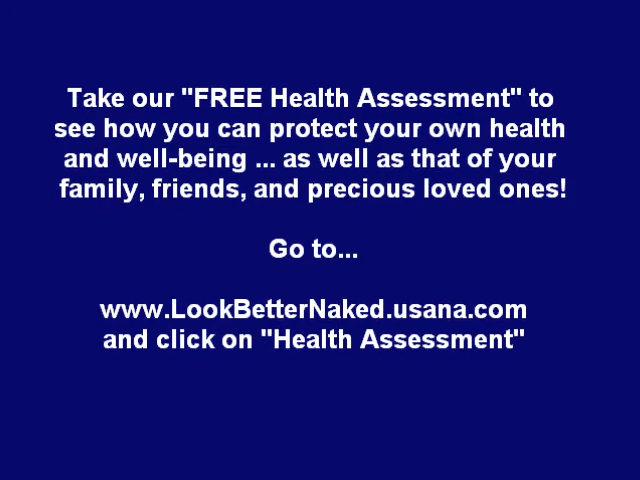 Take our "FREE Health Assessment" to
see how you can protect your own health
and well-being ... as well as that of your
family, friends, and precious loved ones!
Go to...
www.LookBetterNaked.usana.com
and click on "Health Assessment"